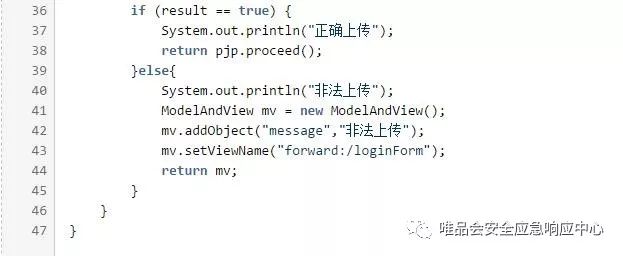 36 if (result == true) {
37 System.out.println("正确上传");
38 return pjp.proceed();
39 }else{
40 System.out.println("非法上传");
41 ModelAndView mv = new ModelAndView();
42 mv.addObject("message","非法上传");
43 mv.setViewName("forward:/loginForm");
44 return mv;
45 }
46 }
47 }
唯品会安全应急响应中心